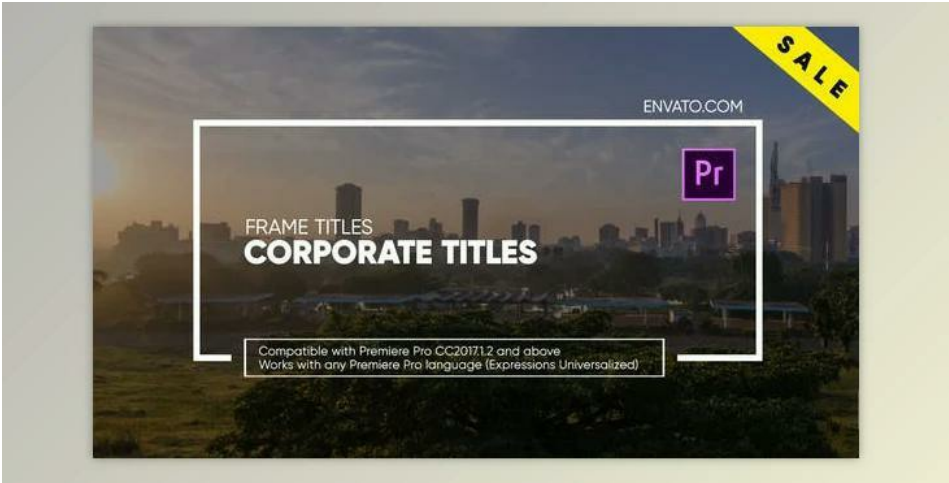 SALE
ENVATO.COM
Pr
FRAME TITLES
CORPORATE TITLES
Compatible with Premiere Pro CC2017.1.2 and above
Works with any Premiere Pro language (Expressions Universalized)